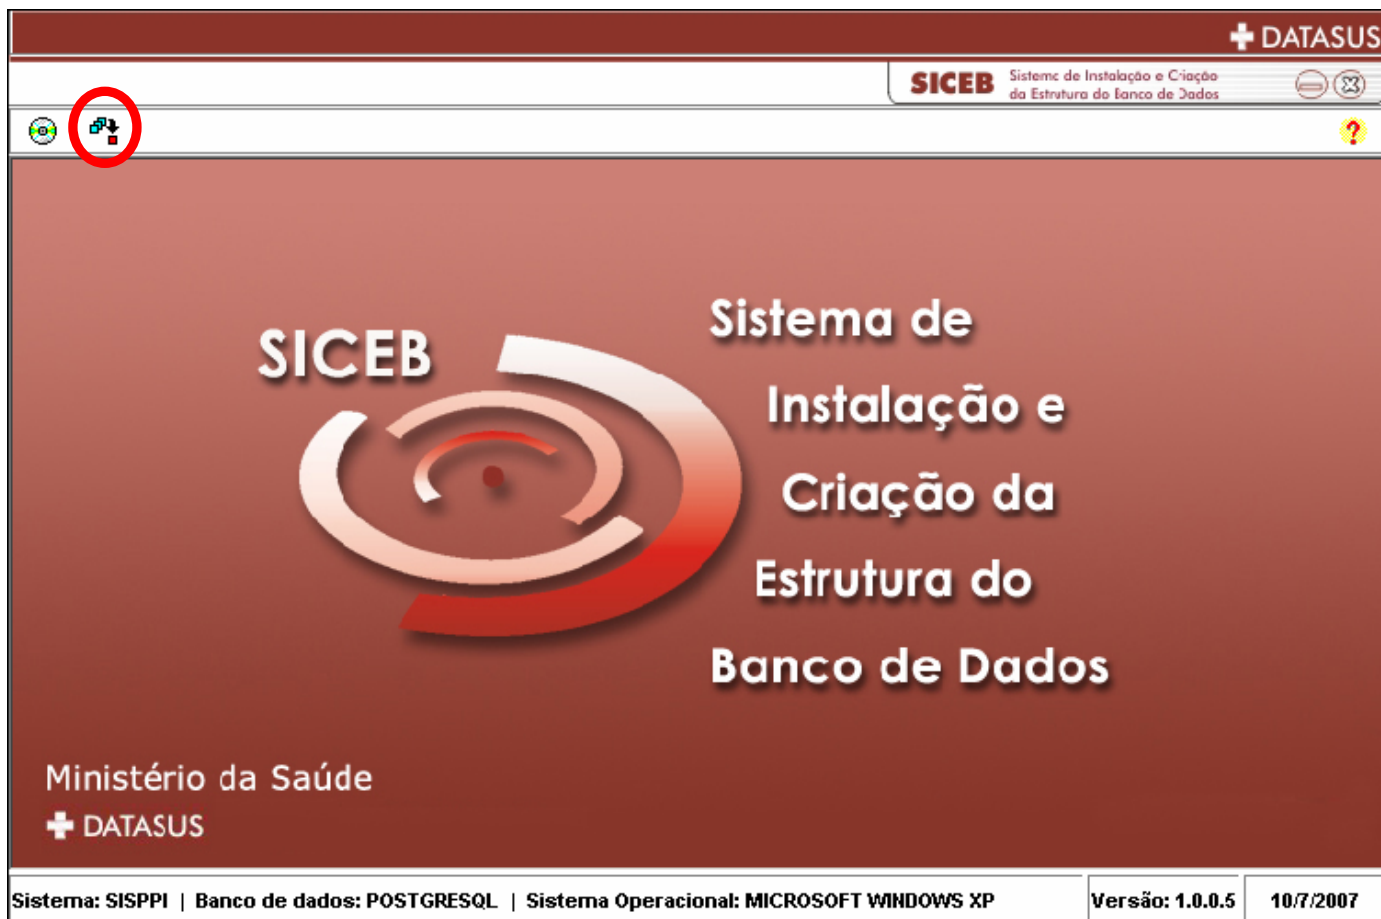 DATASUS
SICEB
Sistema de Instalação e Criação
da Estrutura do Banco de Dados
?
SICEB
Sistema de
Instalação e
Criação da
Estrutura do
Banco de Dados
Ministério da Saúde
DATASUS
Sistema: SISPPI | Banco de dados: POSTGRESQL | Sistema Operacional: MICROSOFT WINDOWS XP
Versão: 1.0.0.5
10/7/2007